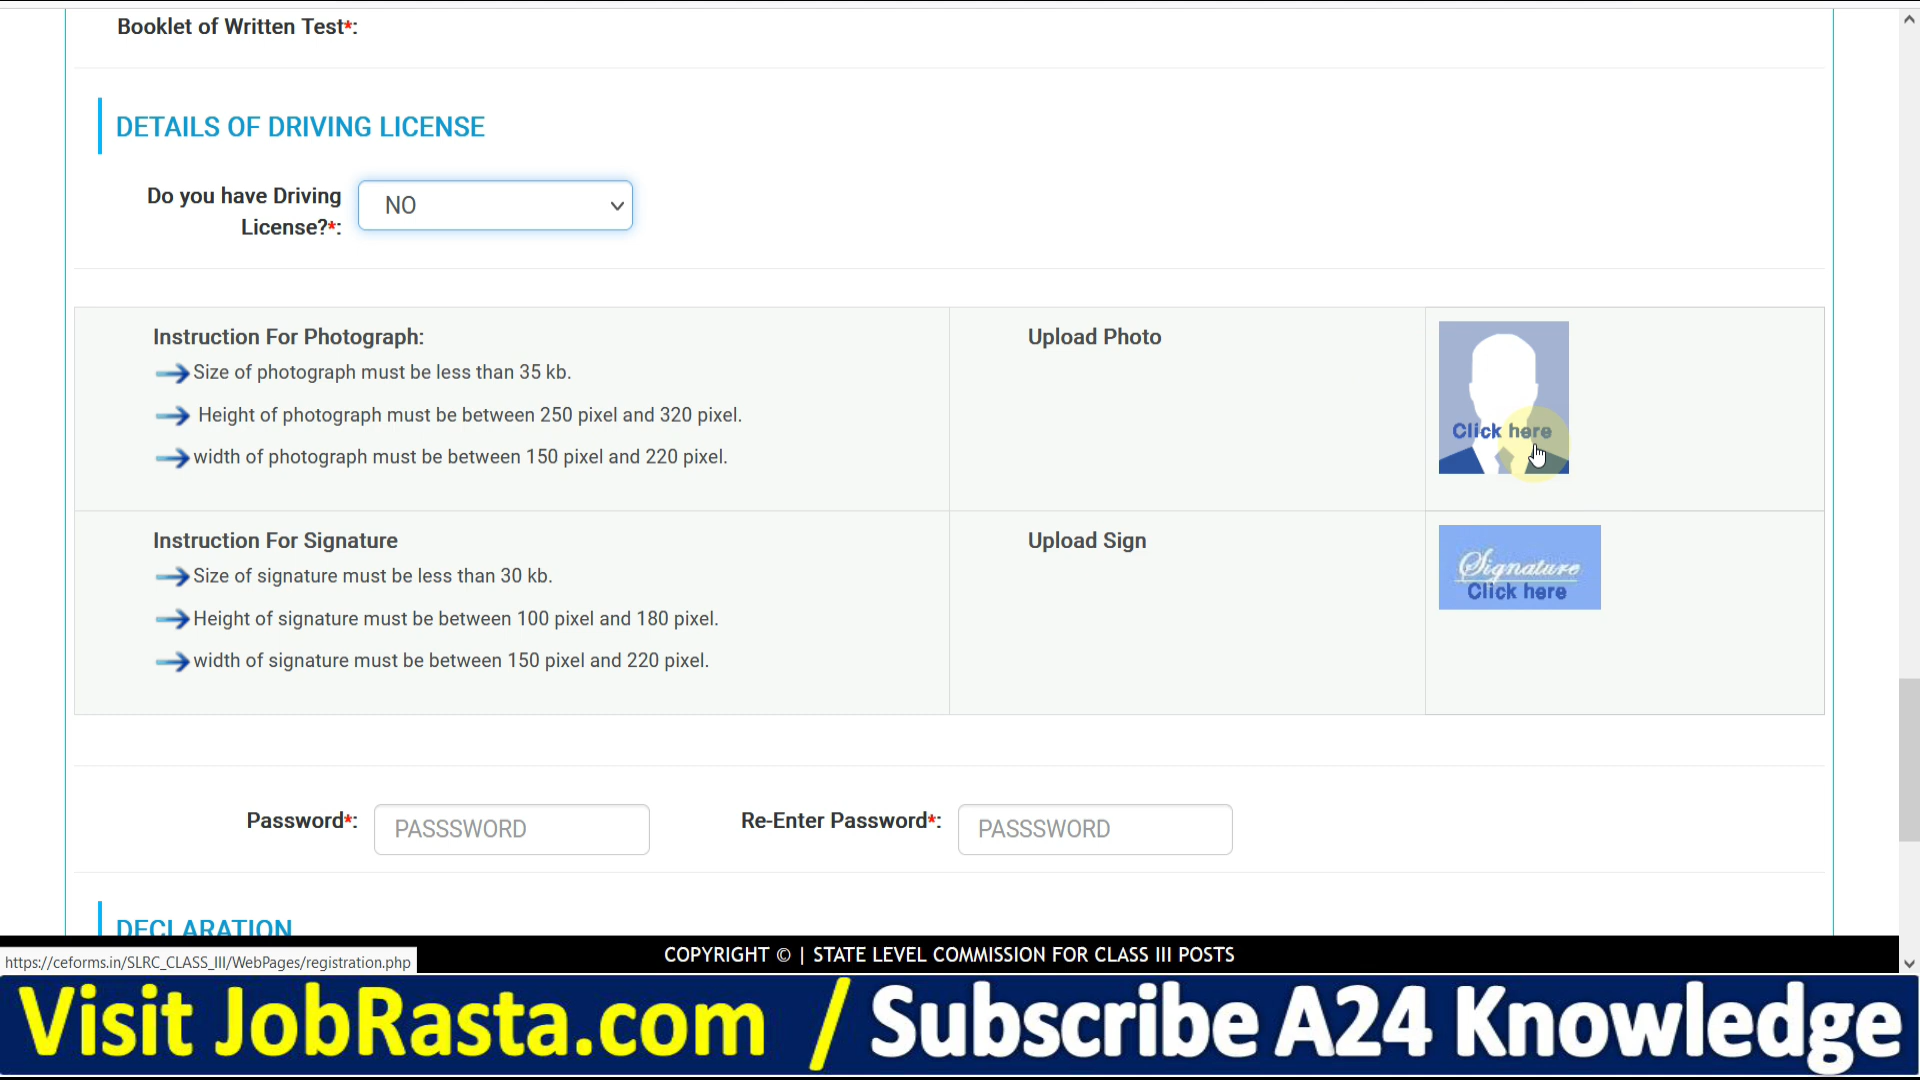 Booklet of Written Test*:
DETAILS OF DRIVING LICENSE
Do you have Driving
License?*:
NO
Instruction For Photograph:
Size of photograph must be less than 35 kb.
Height of photograph must be between 250 pixel and 320 pixel.
width of photograph must be between 150 pixel and 220 pixel.
Upload Photo
Click here
Instruction For Signature
Size of signature must be less than 30 kb.
Height of signature must be between 100 pixel and 180 pixel.
width of signature must be between 150 pixel and 220 pixel.
Upload Sign
Signature
Click here
Password*:
PASSSWORD
Re-Enter Password*:
PASSSWORD
DECLARATION
COPYRIGHT © | STATE LEVEL COMMISSION FOR CLASS III POSTS
https://ceforms.in/SLRC_CLASS_III/WebPages/registration.php
Visit JobRasta.com / Subscribe A24 Knowledge